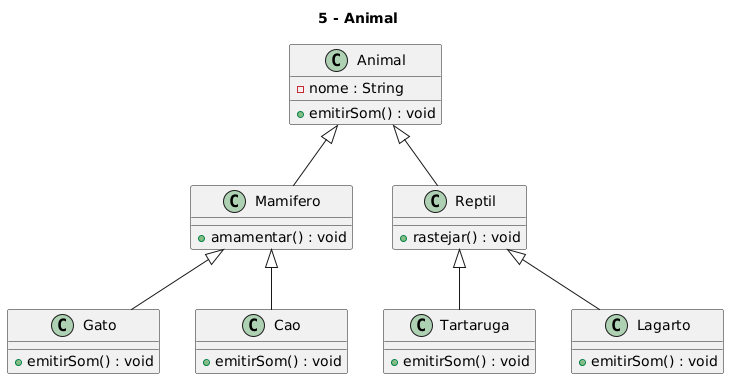 5 - Animal
C Animal
nome : String
emitirSom() : void
C Mamifero
amamentar() : void
C Reptil
rastejar() : void
C Gato
emitirSom() : void
C Cao
emitirSom() : void
C Tartaruga
emitirSom() : void
C Lagarto
emitirSom() : void